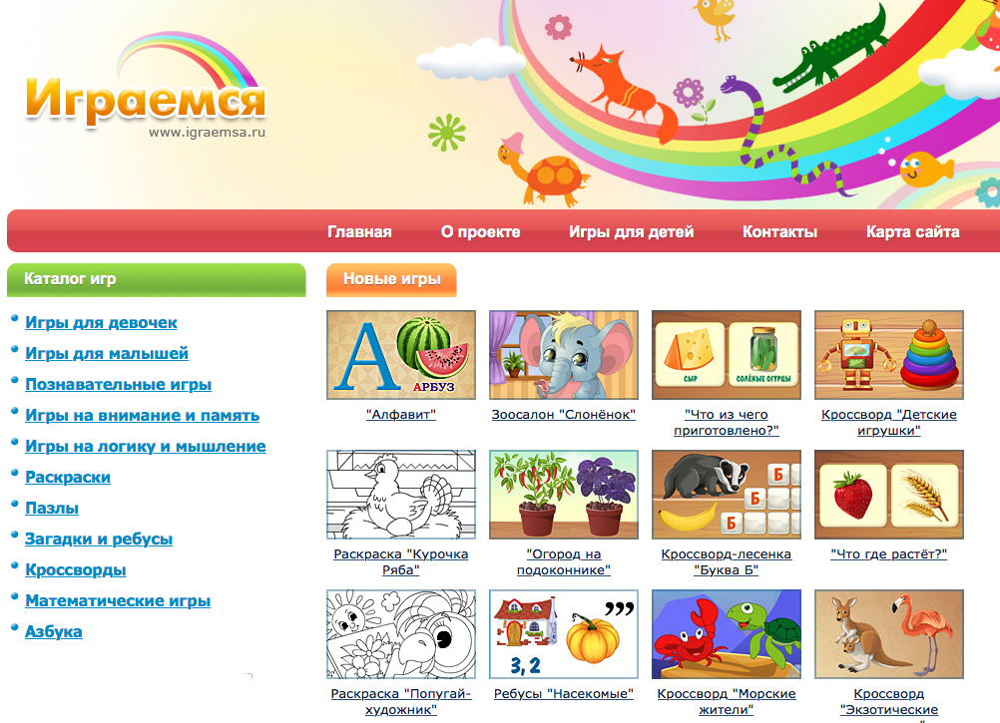 Играемся
www.igraemsa.ru
Главная
О проекте
Игры для детей
Контакты
Карта сайта
Каталог игр
Игры для девочек
Игры для малышей
Познавательные игры
Игры на внимание и память
Игры на логику и мышление
Раскраски
Пазлы
Загадки и ребусы
Кроссворды
Математические игры
Азбука
Новые игры
А
АРБУЗ
"Алфавит"
Зоосалон "Слонёнок"
СЫР
СОЛЁНЫЕ ОГУРЦЫ
"Что из чего
приготовлено?"
Кроссворд "Детские
игрушки"
Раскраска "Курочка
Ряба"
"Огород на
подоконнике"
Б
Б
Б
Кроссворд-лесенка
"Буква Б"
"Что где растёт?"
Раскраска "Попугай-
художник"
,,,
3, 2
Ребусы "Насекомые"
Кроссворд "Морские
жители"
Кроссворд
"Экзотические